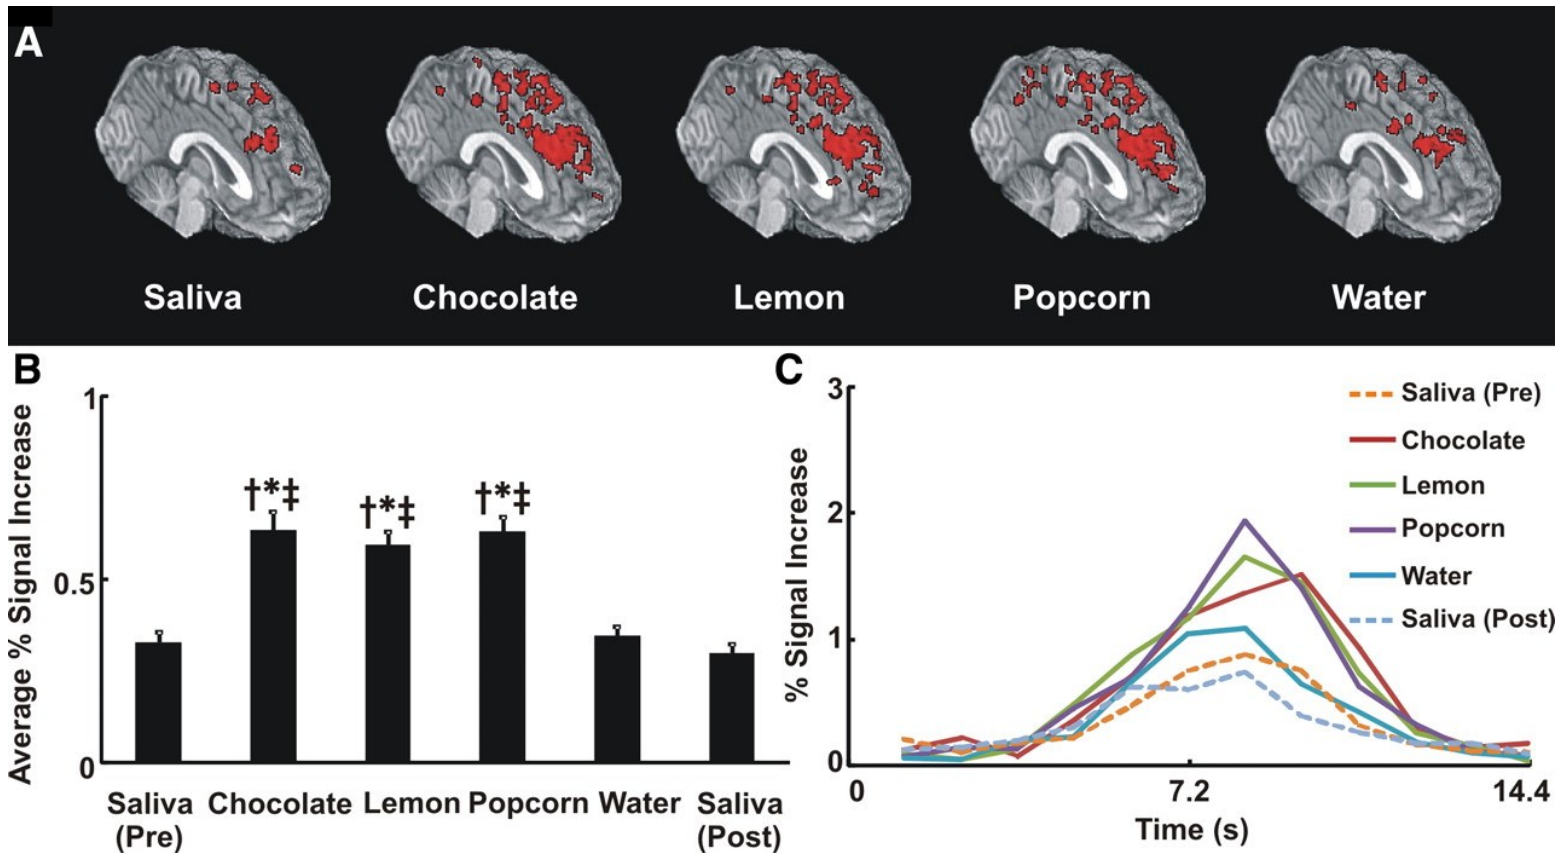 A
Saliva
Chocolate
Lemon
Popcorn
Water
B
Average % Signal Increase
1
0.5
0
†*‡
†*‡
†*‡
Saliva
(Pre)
Chocolate
Lemon
Popcorn
Water
Saliva
(Post)
C
% Signal Increase
3
2
1
0
0
7.2
14.4
Time (s)
Saliva (Pre)
Chocolate
Lemon
Popcorn
Water
Saliva (Post)